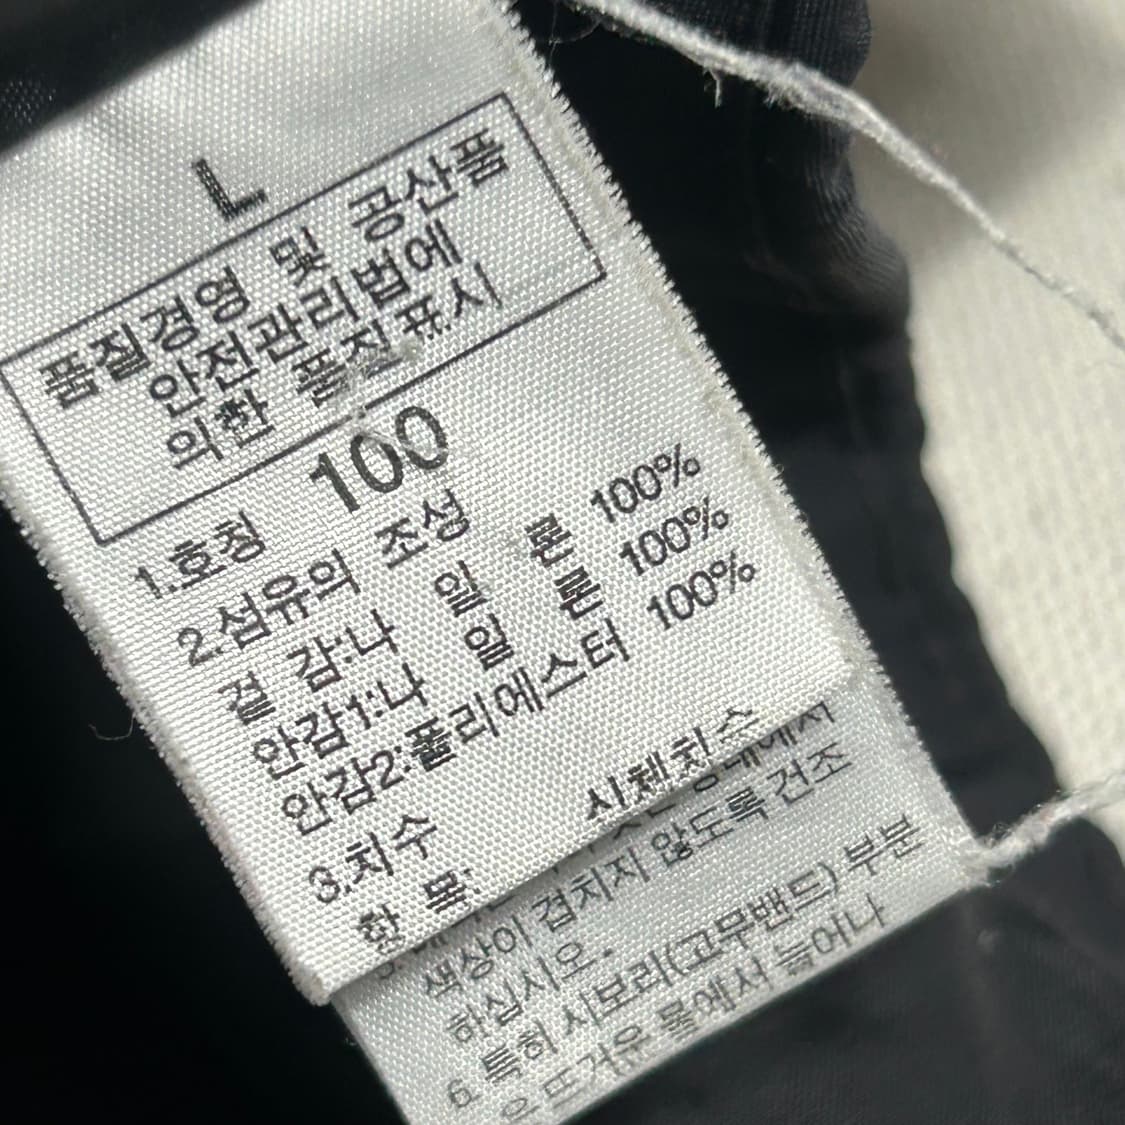 L
품질경영 및 공산품
안전관리법에
의한 품질표시
1.호칭 100
2.섬유의 조성
겉 감:나 일 론 100%
안감1:나 일 론 100%
안감2:폴리에스터 100%
3.치수
항 목: 신체치수
색상이 겹치지 않도록 건조
하십시오.
6. 특히 시보리(고무밴드) 부분
은 뜨거운 물에서 늘어나